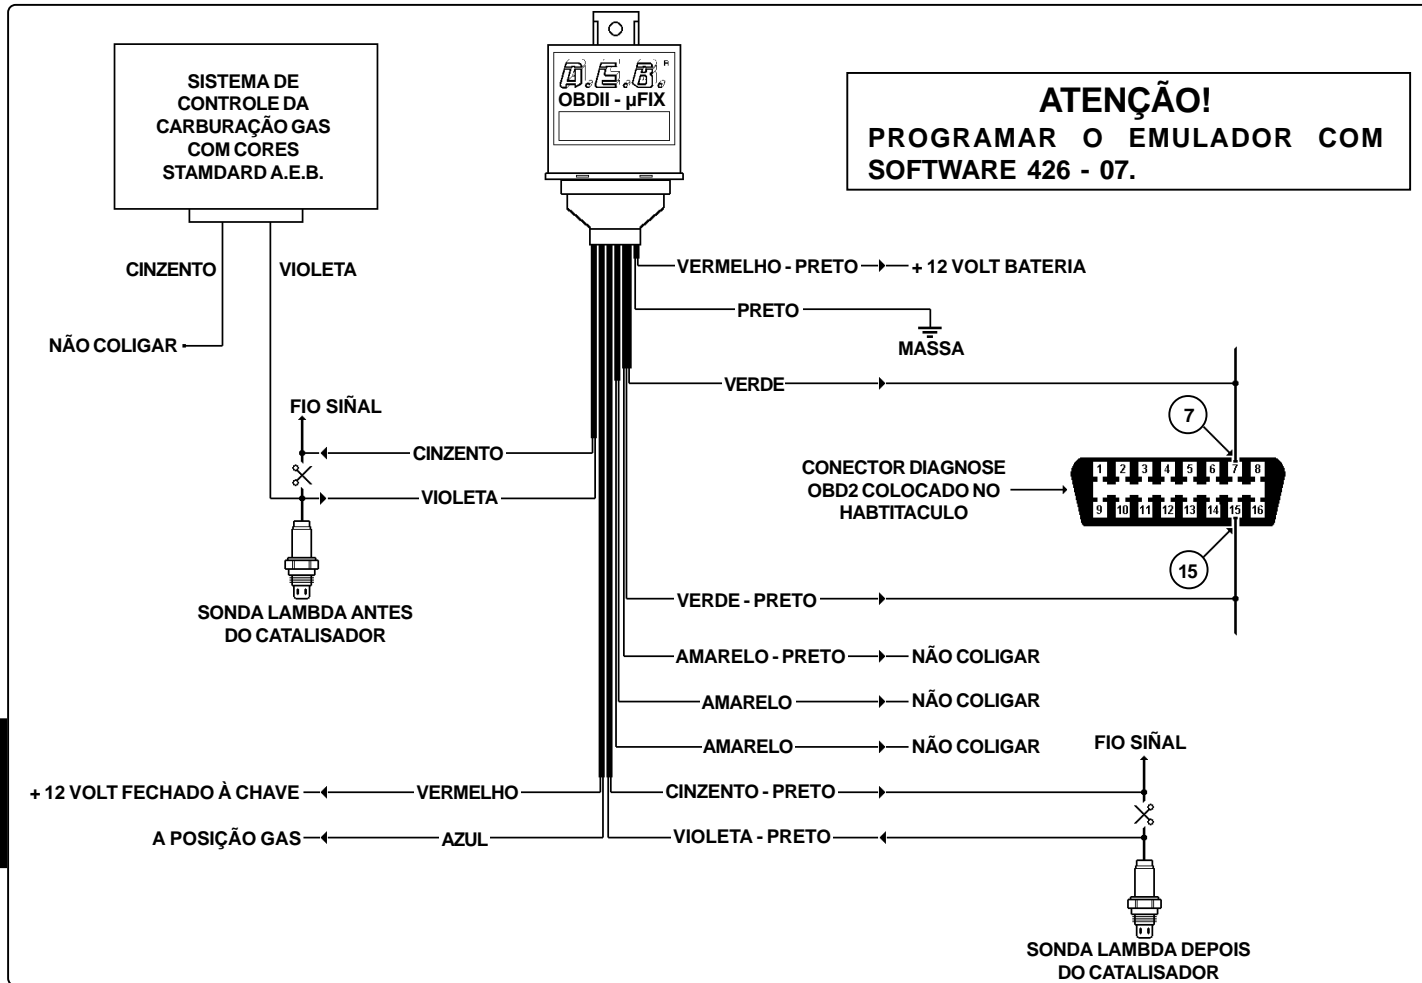 SISTEMA DE
CONTROLE DA
CARBURAÇÃO GAS
COM CORES
STAMDARD A.E.B.
A.E.B.®
OBDII - µFIX
ATENÇÃO!
PROGRAMAR O EMULADOR COM
SOFTWARE 426 - 07.
CINZENTO
VIOLETA
NÃO COLIGAR
VERMELHO - PRETO
+ 12 VOLT BATERIA
PRETO
MASSA
VERDE
FIO SIÑAL
CINZENTO
VIOLETA
SONDA LAMBDA ANTES
DO CATALISADOR
7
CONECTOR DIAGNOSE
OBD2 COLOCADO NO
HABTITACULO
1 2 3 4 5 6 7 8
9 10 11 12 13 14 15 16
15
VERDE - PRETO
AMARELO - PRETO
NÃO COLIGAR
AMARELO
NÃO COLIGAR
AMARELO
NÃO COLIGAR
FIO SIÑAL
+ 12 VOLT FECHADO À CHAVE
VERMELHO
CINZENTO - PRETO
A POSIÇÃO GAS
AZUL
VIOLETA - PRETO
SONDA LAMBDA DEPOIS
DO CATALISADOR